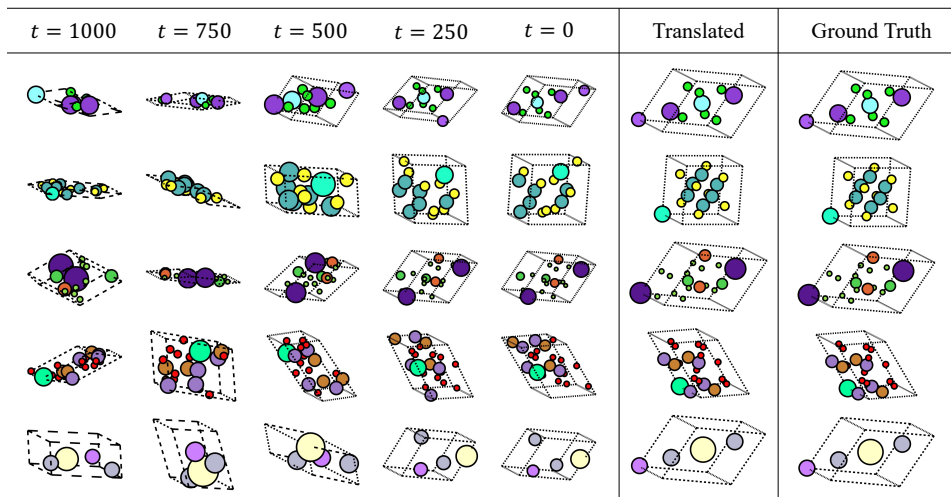 t = 1000 t = 750 t = 500 t = 250 t = 0 Translated Ground Truth